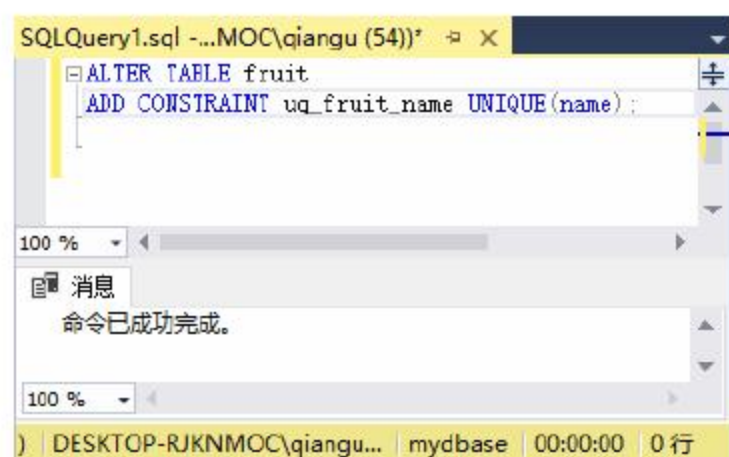 SQLQuery1.sql -...MOC\qiangu (54))*
ALTER TABLE fruit
ADD CONSTRAINT uq_fruit_name UNIQUE(name);
100 %
消息
命令已成功完成。
100 %
) DESKTOP-RJKNMOC\qiangu... mydbase 00:00:00 0 行